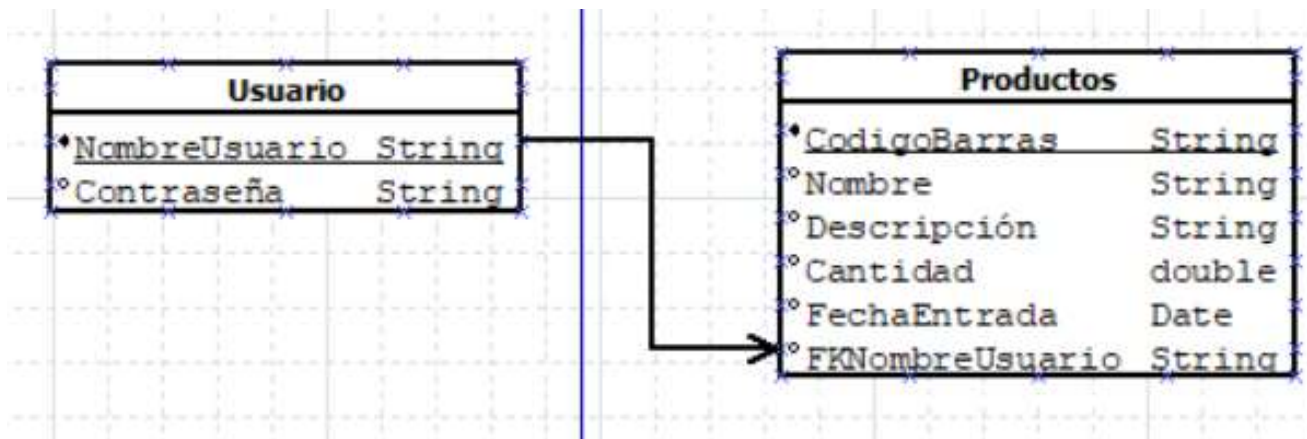 Usuario
NombreUsuario String
Contraseña String
Productos
CodigoBarras String
Nombre String
Descripción String
Cantidad double
FechaEntrada Date
FKNombreUsuario String